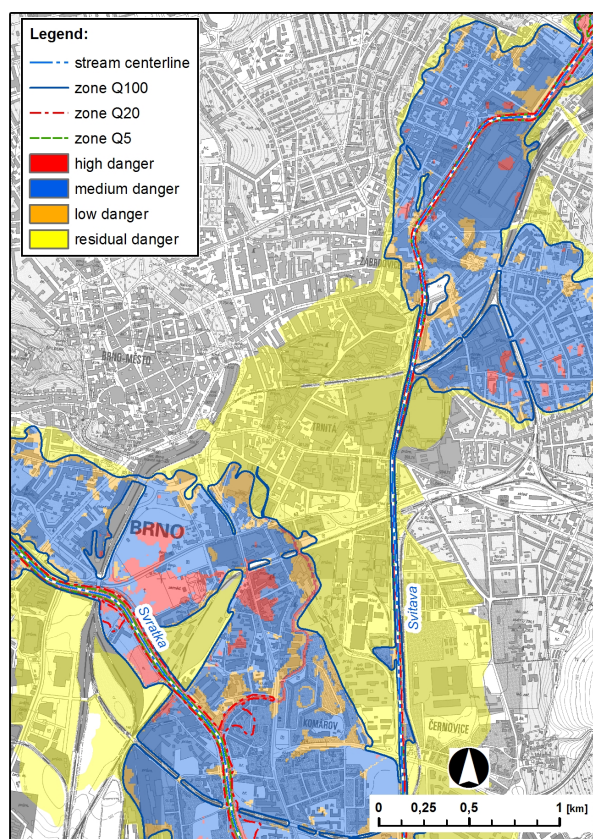 Legend:
stream centerline
zone Q100
zone Q20
zone Q5
high danger
medium danger
low danger
residual danger
BRNO-MĚSTO
TRNITÁ
BRNO
Svratka
Svitava
KOMÁROV
ČERNOVICE
0 0,25 0,5 1 [km]